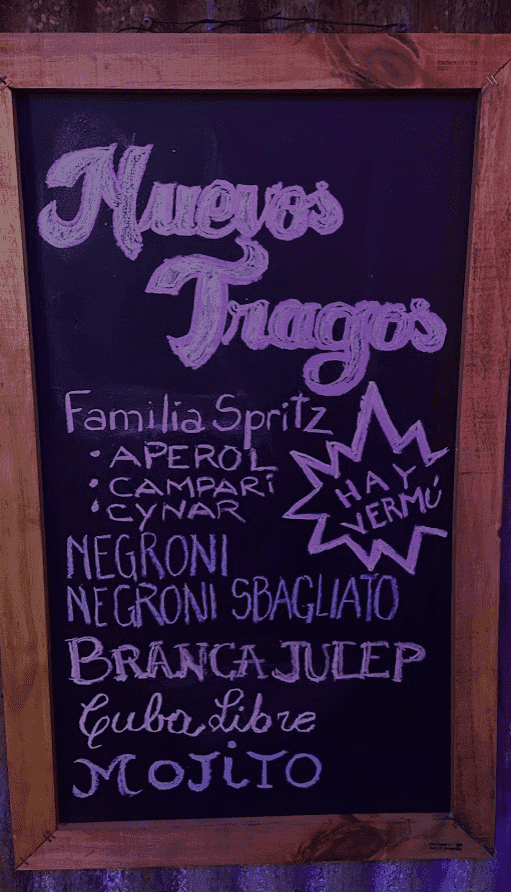 Nuevos
Tragos
Familia Spritz
• APEROL
• CAMPARi
• CYNAR
HAY
VERMÚ
NEGRONI
NEGRONI SBAGLIATO
BRANCA JULEP
Cuba Libre
MOJiTO